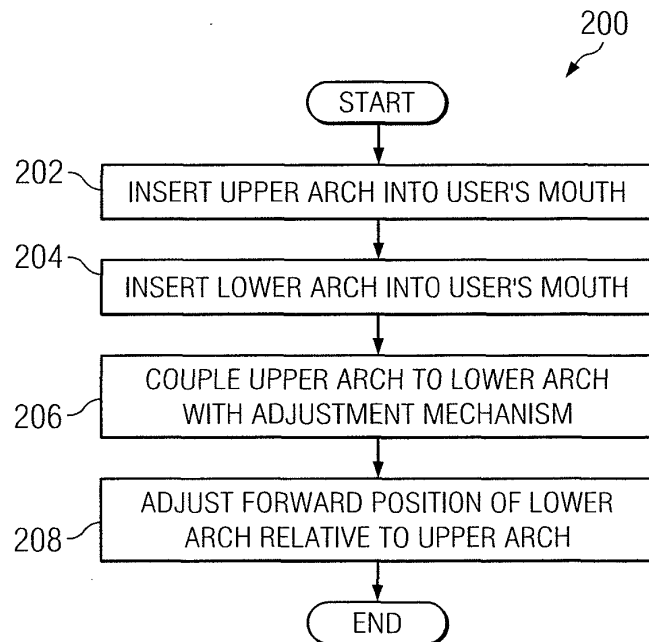 200
START
202
INSERT UPPER ARCH INTO USER'S MOUTH
204
INSERT LOWER ARCH INTO USER'S MOUTH
206
COUPLE UPPER ARCH TO LOWER ARCH
WITH ADJUSTMENT MECHANISM
208
ADJUST FORWARD POSITION OF LOWER
ARCH RELATIVE TO UPPER ARCH
END